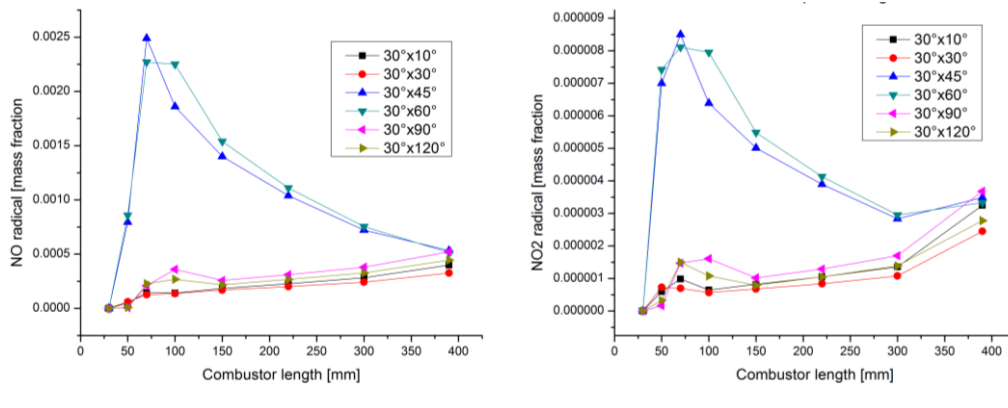 NO radical [mass fraction]
0.0025
0.0020
0.0015
0.0010
0.0005
0.0000
30°x10°
30°x30°
30°x45°
30°x60°
30°x90°
30°x120°
0 50 100 150 200 250 300 350 400
Combustor length [mm]
NO2 radical [mass fraction]
0.000009
0.000008
0.000007
0.000006
0.000005
0.000004
0.000003
0.000002
0.000001
0.000000
30°x10°
30°x30°
30°x45°
30°x60°
30°x90°
30°x120°
0 50 100 150 200 250 300 350 400
Combustor length [mm]